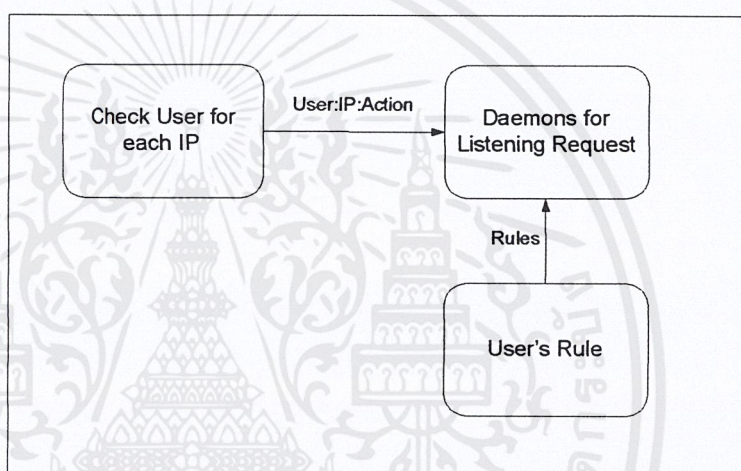 Check User for
each IP
User:IP:Action
Daemons for
Listening Request
Rules
User's Rule